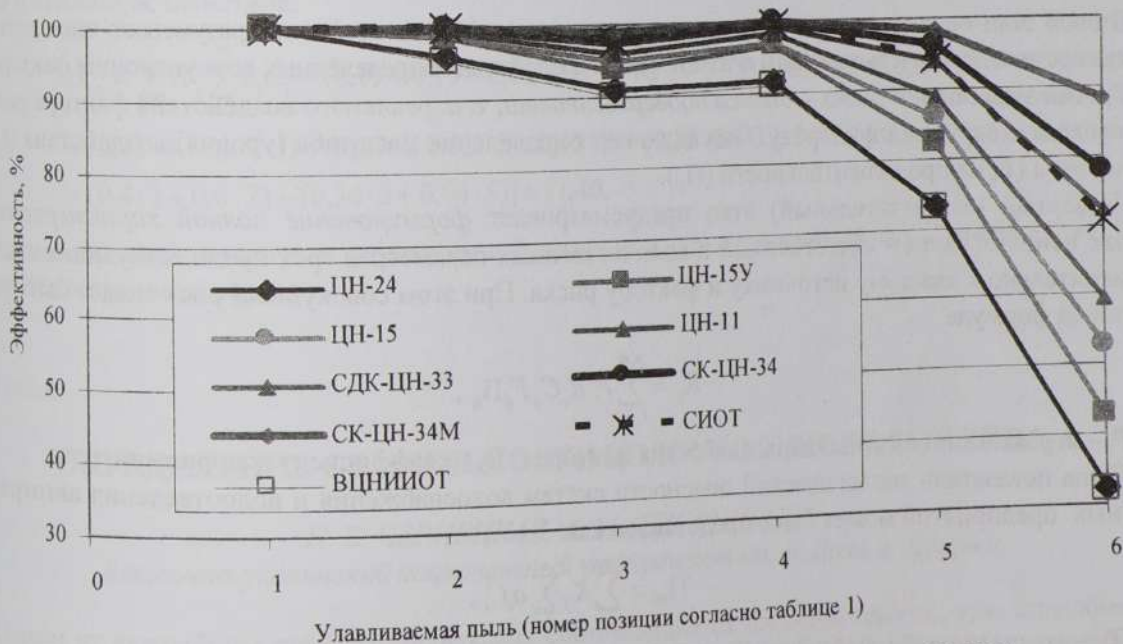 100
90
80
70
60
50
40
30
Эффективность, %
ЦН-24
ЦН-15У
ЦН-15
ЦН-11
СДК-ЦН-33
СК-ЦН-34
СК-ЦН-34М
СИОТ
ВЦНИИОТ
0 1 2 3 4 5 6
Улавливаемая пыль (номер позиции согласно таблице 1)